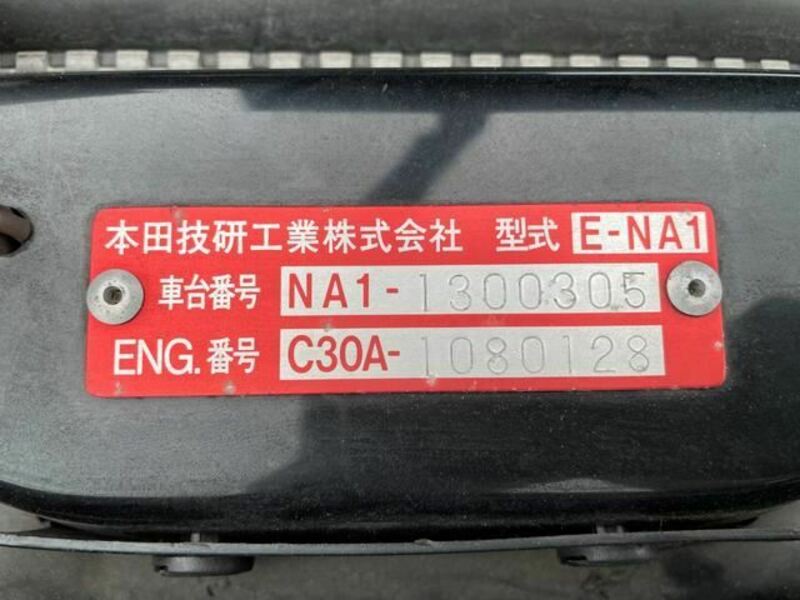 本田技研工業株式会社 型式 E-NA1
車台番号 NA1-1300305
ENG.番号 C30A-1080128